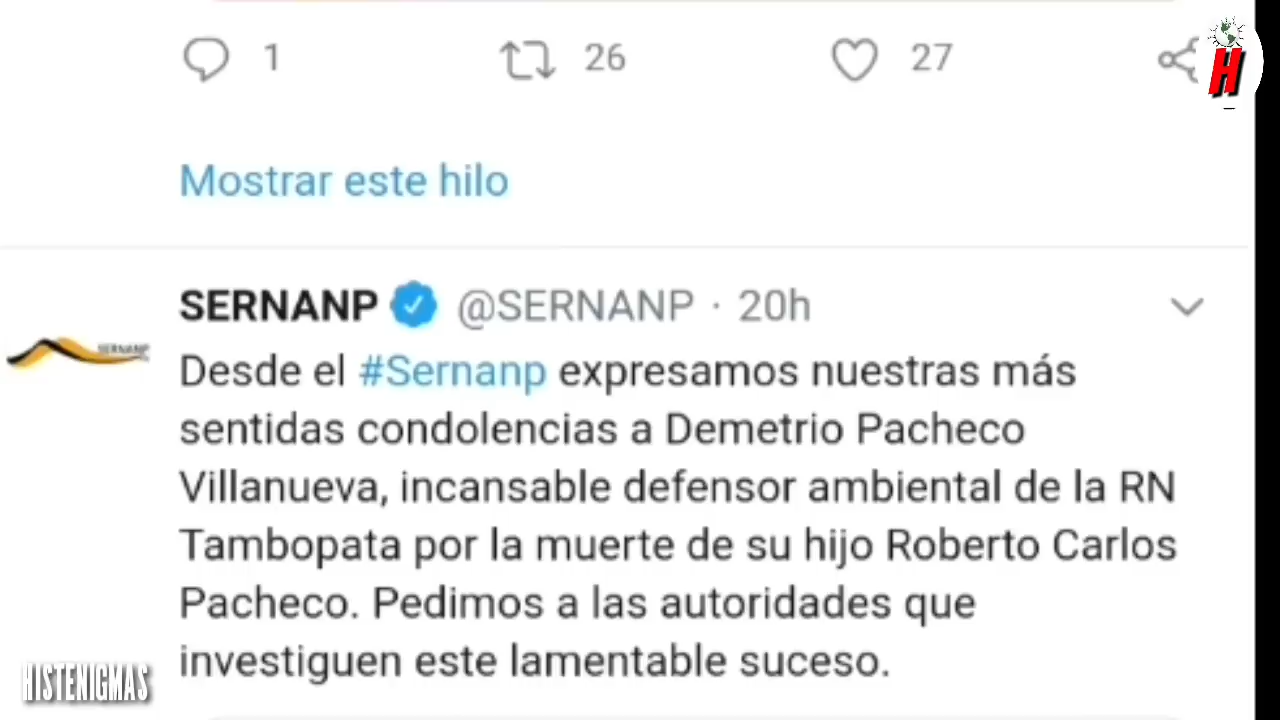 1 26 27
H
Mostrar este hilo
SERNANP @SERNANP · 20h
SERNANP
Desde el #Sernanp expresamos nuestras más
sentidas condolencias a Demetrio Pacheco
Villanueva, incansable defensor ambiental de la RN
Tambopata por la muerte de su hijo Roberto Carlos
Pacheco. Pedimos a las autoridades que
investiguen este lamentable suceso.
HISTENIGMAS